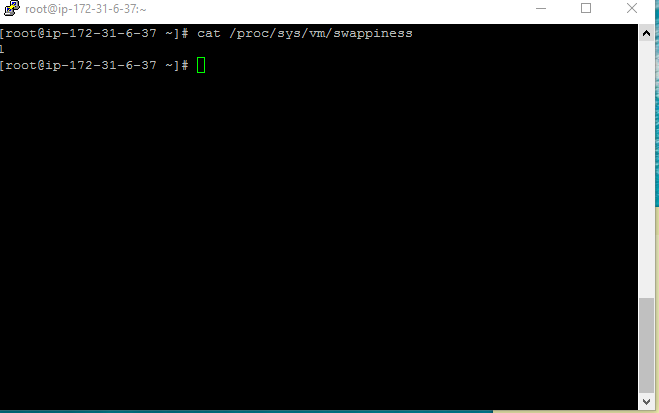 root@ip-172-31-6-37:~
[root@ip-172-31-6-37 ~]# cat /proc/sys/vm/swappiness
1
[root@ip-172-31-6-37 ~]#